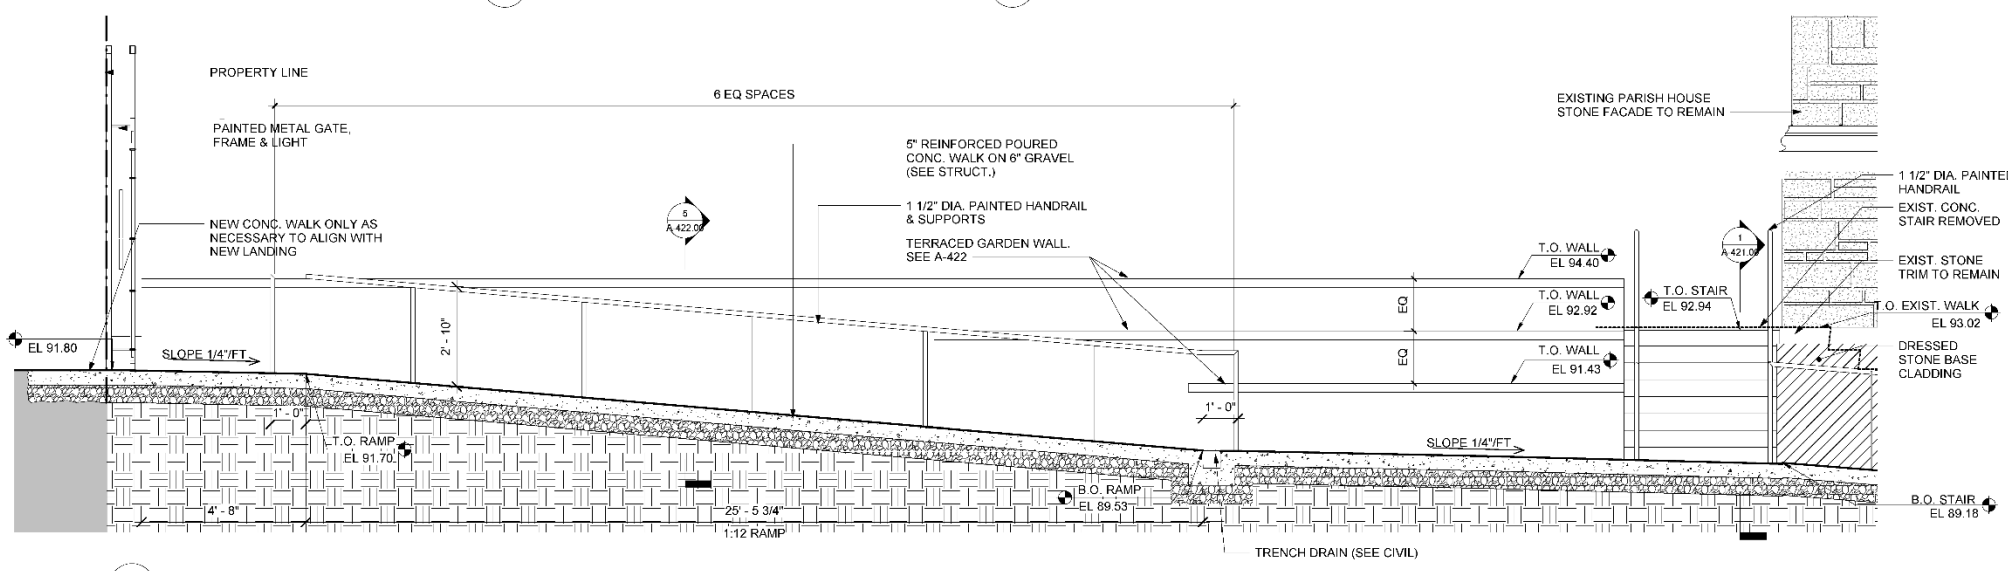 PROPERTY LINE
6 EQ SPACES
PAINTED METAL GATE,
FRAME & LIGHT
EXISTING PARISH HOUSE
STONE FACADE TO REMAIN
5" REINFORCED POURED
CONC. WALK ON 6" GRAVEL
(SEE STRUCT.)
1 1/2" DIA. PAINTED
HANDRAIL
1 1/2" DIA. PAINTED HANDRAIL
& SUPPORTS
5
A-422.00
NEW CONC. WALK ONLY AS
NECESSARY TO ALIGN WITH
NEW LANDING
EXIST. CONC.
STAIR REMOVED
TERRACED GARDEN WALL.
SEE A-422
T.O. WALL
EL 94.40
1
A-421.00
EXIST. STONE
TRIM TO REMAIN
T.O. WALL
EL 92.92
EQ
T.O. STAIR
EL 92.94
T.O. EXIST. WALK
EL 93.02
2' - 10"
EL 91.80
SLOPE 1/4"/FT
T.O. WALL
EL 91.43
EQ
DRESSED
STONE BASE
CLADDING
1' - 0"
1' - 0"
T.O. RAMP
EL 91.70
SLOPE 1/4"/FT
B.O. RAMP
EL 89.53
B.O. STAIR
EL 89.18
4' - 8"
25' - 5 3/4"
1:12 RAMP
TRENCH DRAIN (SEE CIVIL)